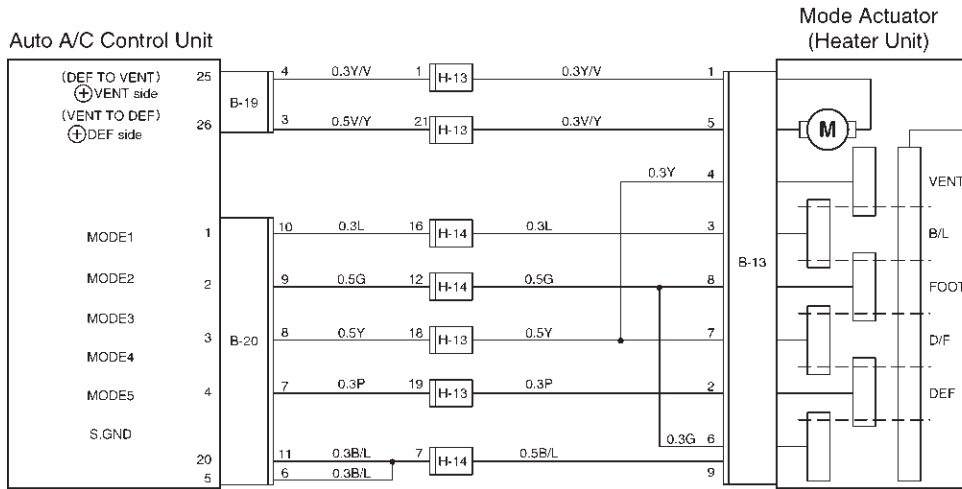 Mode Actuator
(Heater Unit)
Auto A/C Control Unit
(DEF TO VENT)
⊕VENT side
25 4 0.3Y/V 1 H-13 0.3Y/V 1
B-19
(VENT TO DEF)
⊕DEF side
26 3 0.5V/Y 21 H-13 0.3V/Y 5 M
0.3Y 4 VENT
MODE1 1 10 0.3L 16 H-14 0.3L 3 B/L
B-13
MODE2 2 9 0.5G 12 H-14 0.5G 8 FOOT
MODE3
3 B-20 8 0.5Y 18 H-13 0.5Y 7 D/F
MODE4
MODE5 4 7 0.3P 19 H-13 0.3P 2 DEF
S.GND
0.3G 6
20 11 0.3B/L 7 H-14 0.5B/L
5 6 0.3B/L 9